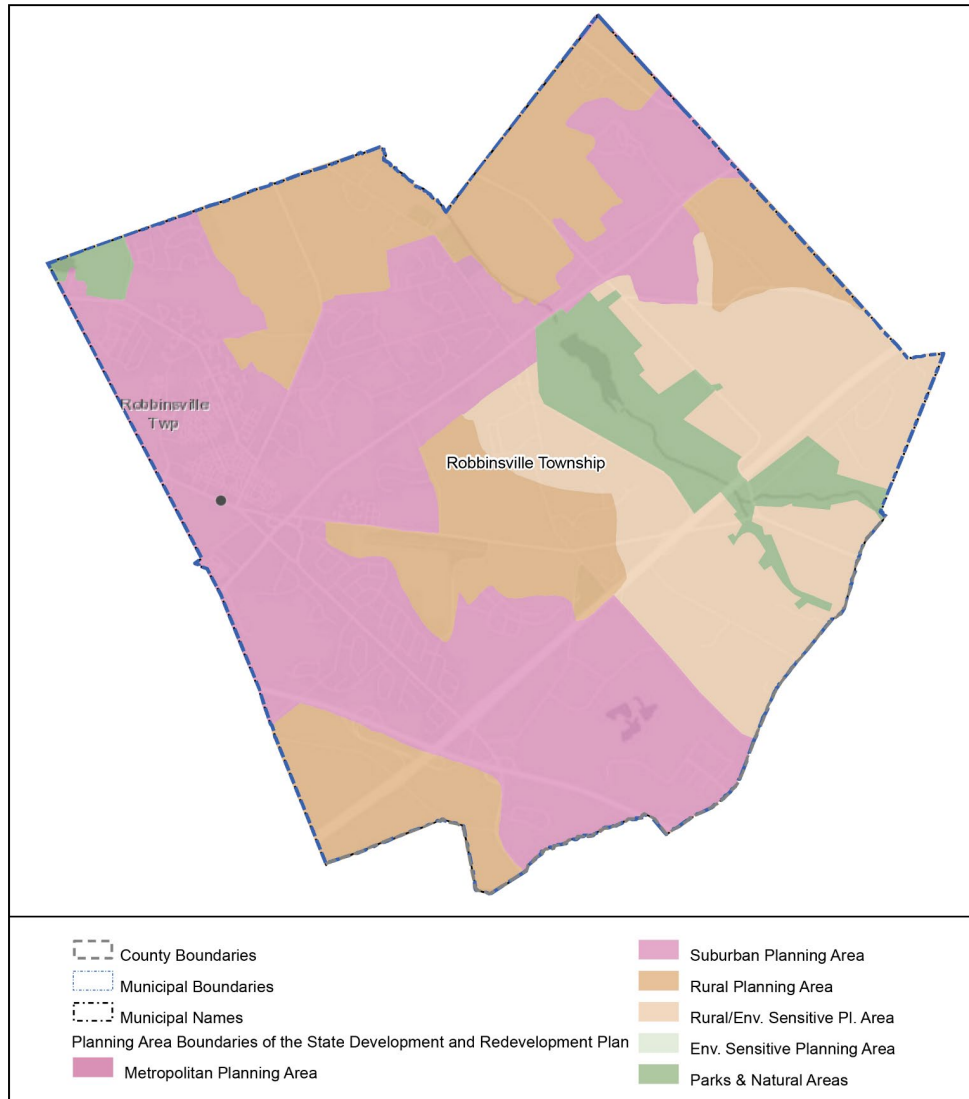 Robbinsville
Twp
Robbinsville Township
County Boundaries
Municipal Boundaries
Municipal Names
Planning Area Boundaries of the State Development and Redevelopment Plan
Metropolitan Planning Area
Suburban Planning Area
Rural Planning Area
Rural/Env. Sensitive Pl. Area
Env. Sensitive Planning Area
Parks & Natural Areas